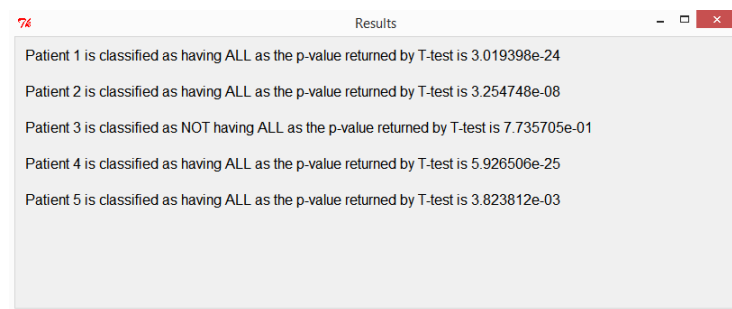 Results
Patient 1 is classified as having ALL as the p-value returned by T-test is 3.019398e-24
Patient 2 is classified as having ALL as the p-value returned by T-test is 3.254748e-08
Patient 3 is classified as NOT having ALL as the p-value returned by T-test is 7.735705e-01
Patient 4 is classified as having ALL as the p-value returned by T-test is 5.926506e-25
Patient 5 is classified as having ALL as the p-value returned by T-test is 3.823812e-03